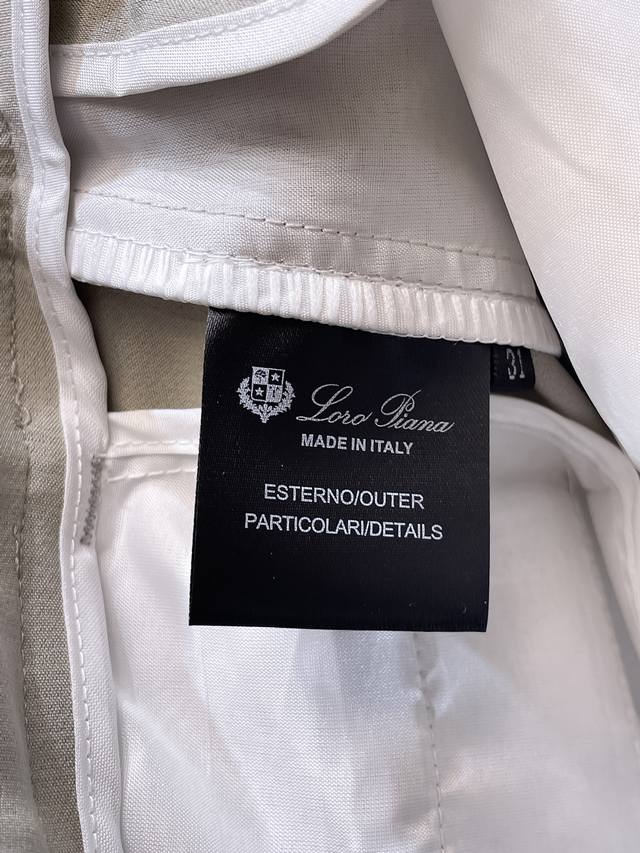 Loro Piana
MADE IN ITALY
31
ESTERNO/OUTER
PARTICOLARI/DETAILS